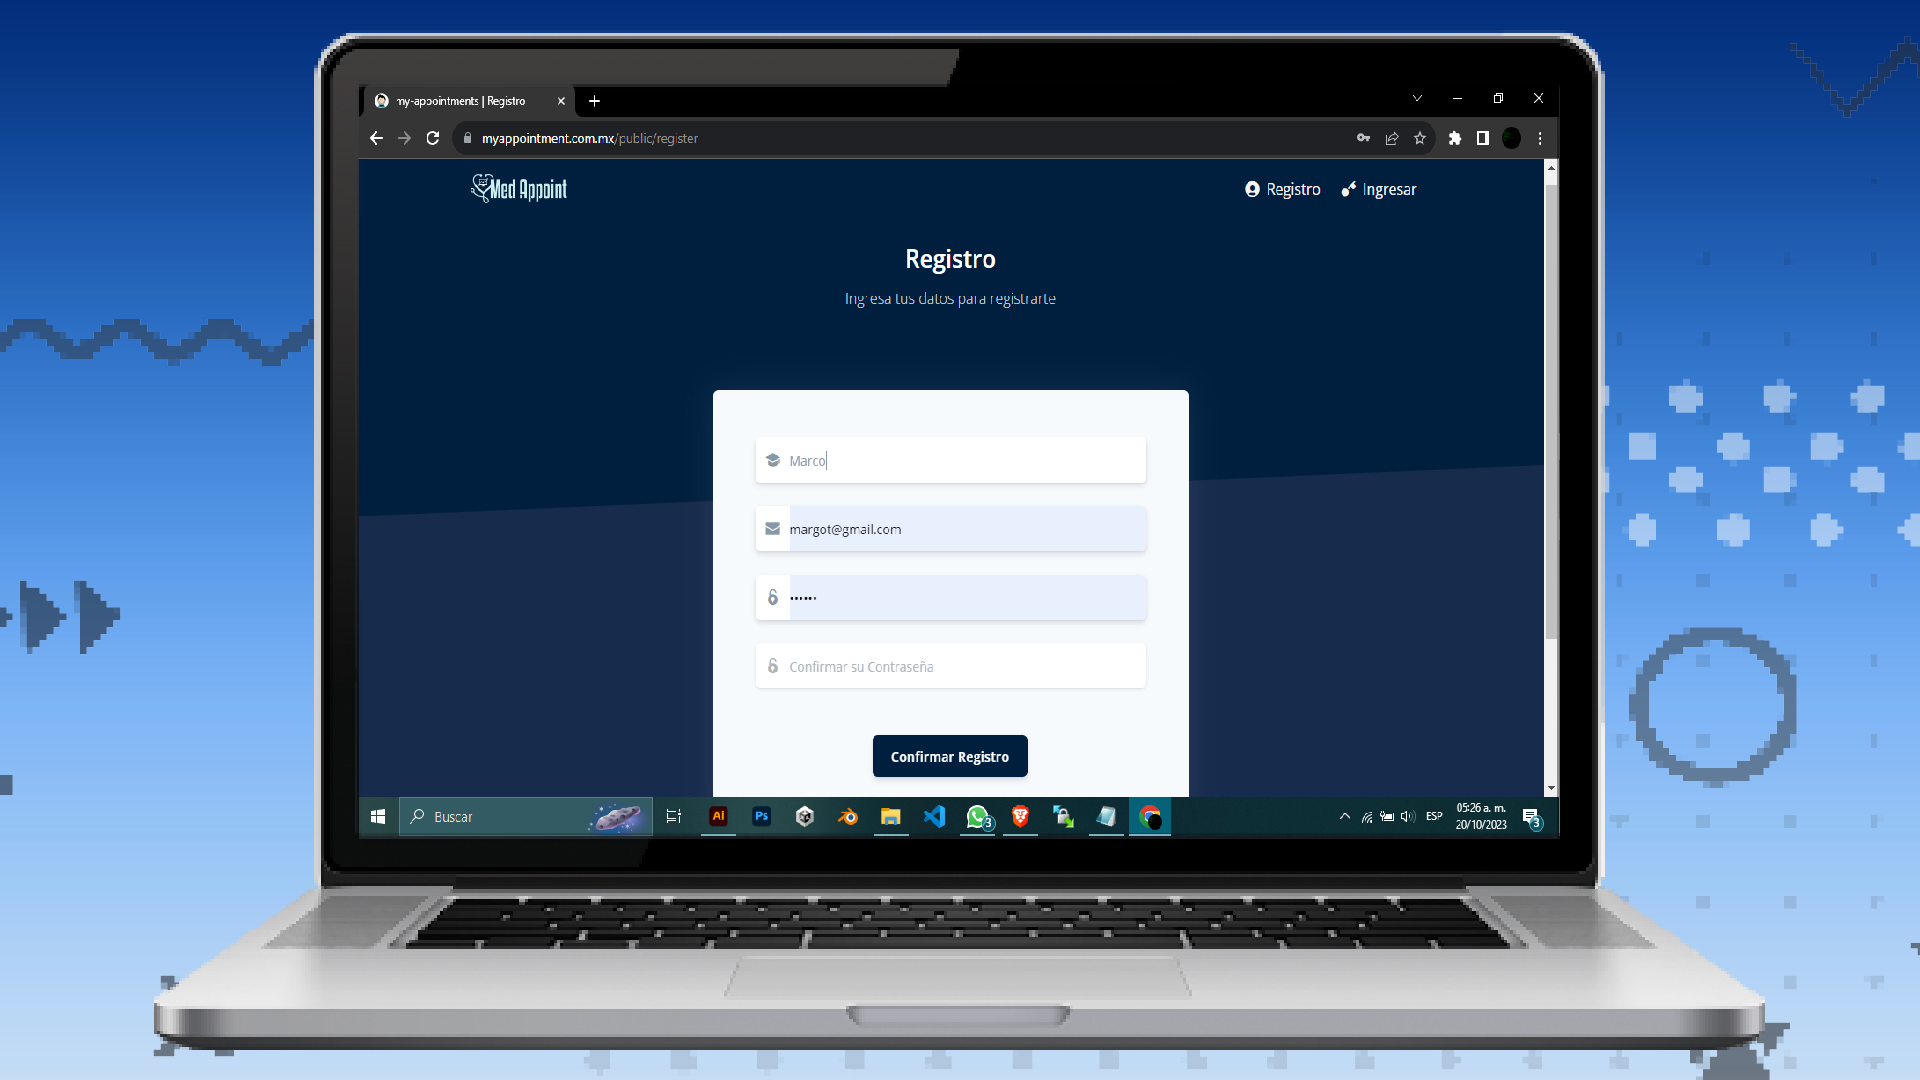 my-appointments | Registro
myappointment.com.mx/public/register
Med Appoint
Registro
Ingresar
Registro
Ingresa tus datos para registrarte
Marco
margot@gmail.com
••••••
Confirmar su Contraseña
Confirmar Registro
Buscar
Ai
Ps
3
ESP
05:26 a. m.
20/10/2023
3